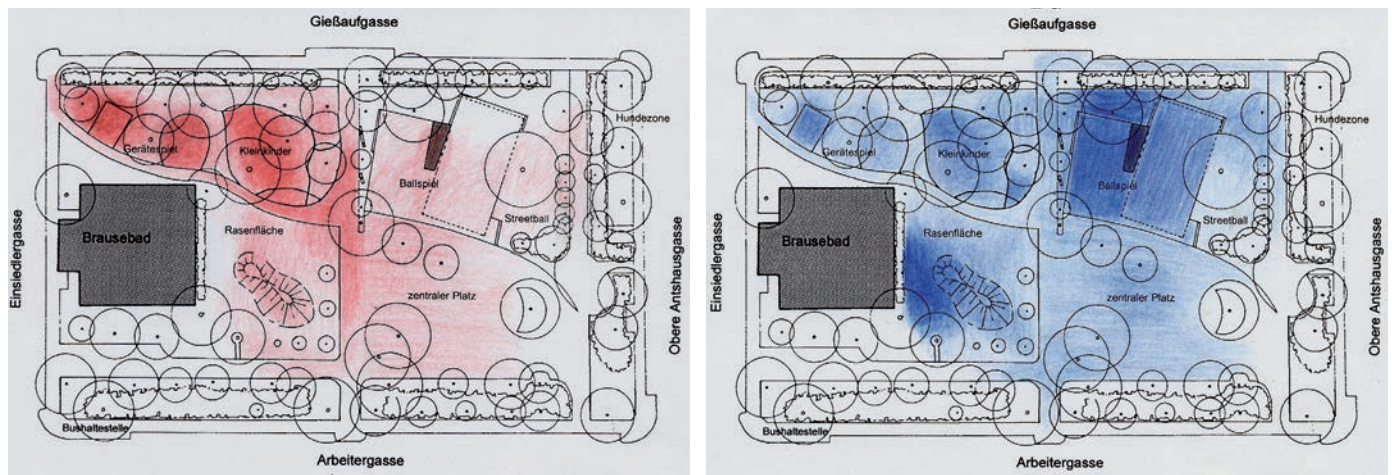 Gießaufgasse
Hundezone
Gerätespiel
Kleinkinder
Ballspiel
Streetball
Rasenfläche
Brausebad
zentraler Platz
Einsiedlergasse
Obere Amtshausgasse
Bushaltestelle
Arbeitergasse
Gießaufgasse
Hundezone
Gerätespiel
Kleinkinder
Ballspiel
Streetball
Rasenfläche
Brausebad
zentraler Platz
Einsiedlergasse
Obere Amtshausgasse
Bushaltestelle
Arbeitergasse